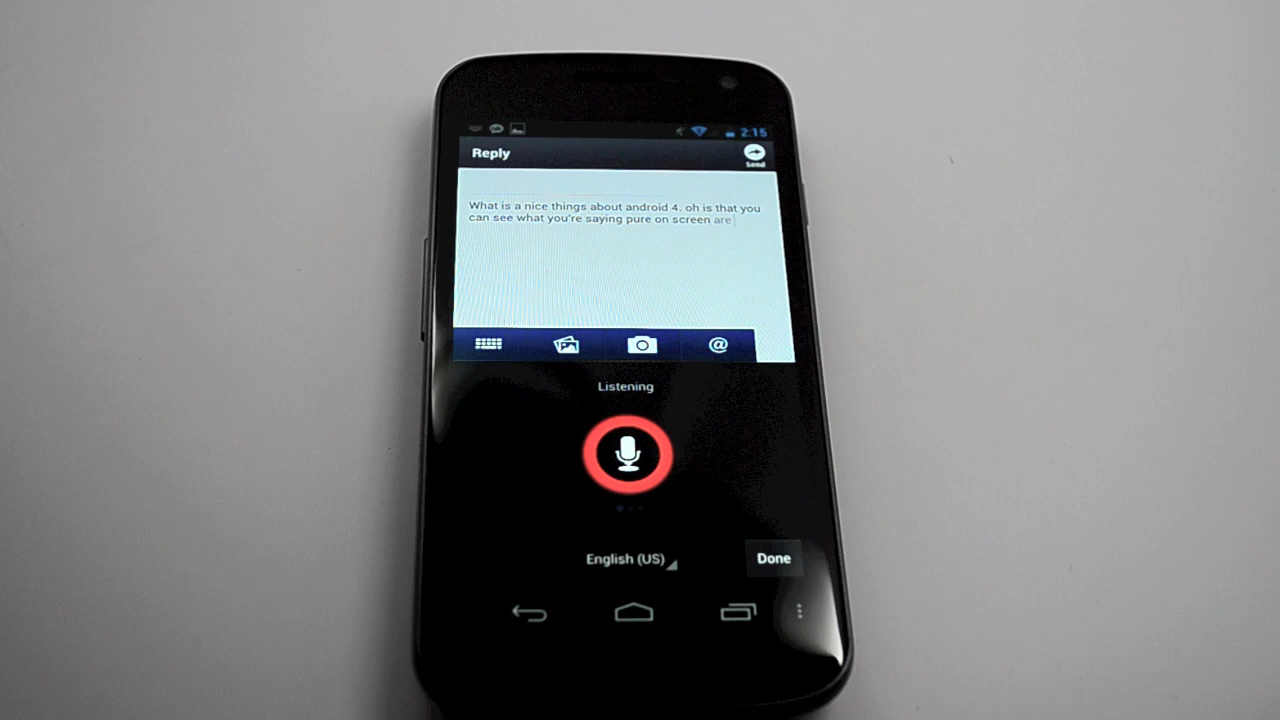 2:15
Reply
Send
What is a nice things about android 4. oh is that you
can see what you're saying pure on screen are
@
Listening
English (US)
Done